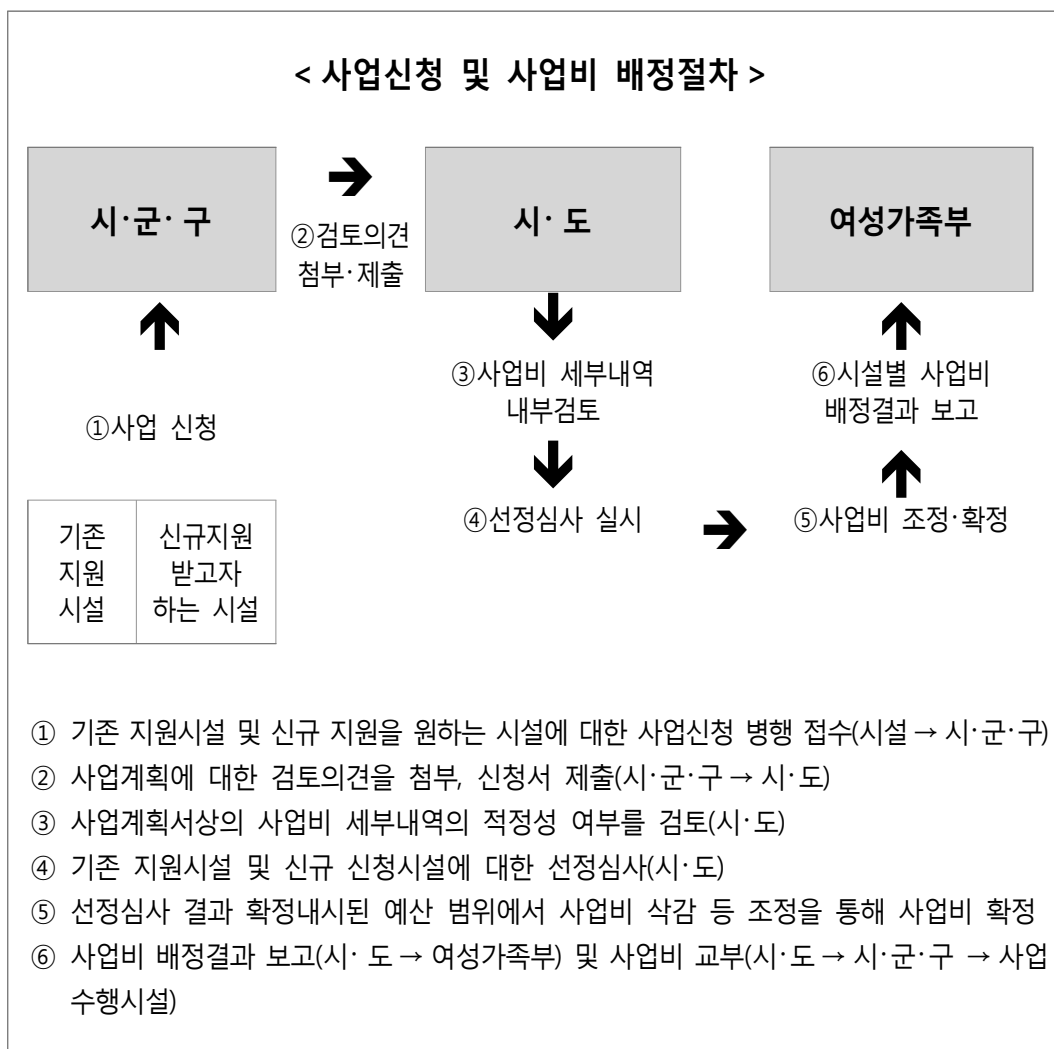 < 사업신청 및 사업비 배정절차 >
시·군·구
②검토의견
첨부·제출
시·도
여성가족부
①사업 신청
③사업비 세부내역
내부검토
⑥시설별 사업비
배정결과 보고
④선정심사 실시
⑤사업비 조정·확정
기존
지원
시설
신규지원
받고자
하는 시설
① 기존 지원시설 및 신규 지원을 원하는 시설에 대한 사업신청 병행 접수(시설 → 시·군·구)
② 사업계획에 대한 검토의견을 첨부, 신청서 제출(시·군·구 → 시·도)
③ 사업계획서상의 사업비 세부내역의 적정성 여부를 검토(시·도)
④ 기존 지원시설 및 신규 신청시설에 대한 선정심사(시·도)
⑤ 선정심사 결과 확정내시된 예산 범위에서 사업비 삭감 등 조정을 통해 사업비 확정
⑥ 사업비 배정결과 보고(시· 도 → 여성가족부) 및 사업비 교부(시·도 → 시·군·구 → 사업
수행시설)